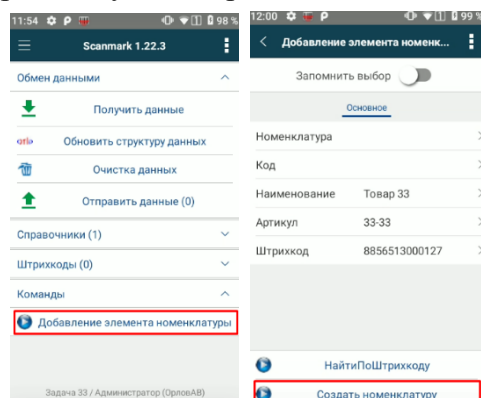 11:54 98 %
Scanmark 1.22.3
Обмен данными
Получить данные
Обновить структуру данных
Очистка данных
Отправить данные (0)
Справочники (1)
Штрихкоды (0)
Команды
Добавление элемента номенклатуры
Задача 33 / Администратор (ОрловАВ)
12:00 99 %
Добавление элемента номенк...
Запомнить выбор
Основное
Номенклатура
Код
Наименование Товар 33
Артикул 33-33
Штрихкод 8856513000127
НайтиПоШтрихкоду
Создать номенклатуру